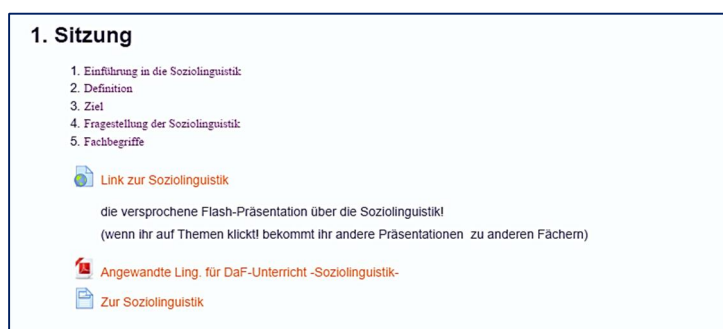 1. Sitzung
1. Einführung in die Soziolinguistik
2. Definition
3. Ziel
4. Fragestellung der Soziolinguistik
5. Fachbegriffe
Link zur Soziolinguistik
die versprochene Flash-Präsentation über die Soziolinguistik!
(wenn ihr auf Themen klickt! bekommt ihr andere Präsentationen zu anderen Fächern)
Angewandte Ling. für DaF-Unterricht -Soziolinguistik-
Zur Soziolinguistik